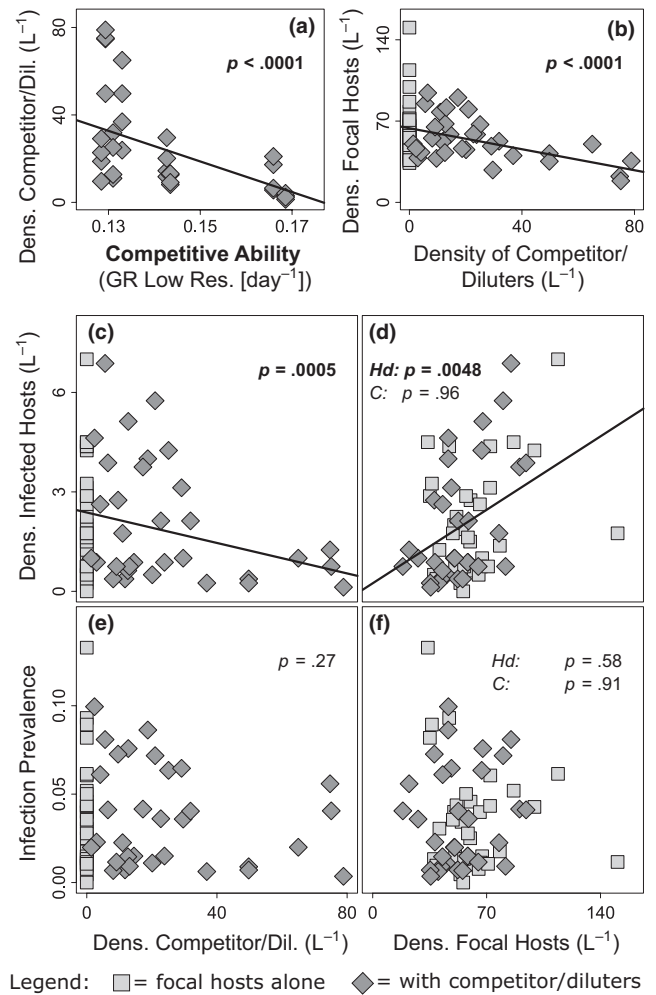 (a)
p < .0001
Dens. Competitor/Dil. (L⁻¹)
80
40
0
0.13 0.15 0.17
Competitive Ability
(GR Low Res. [day⁻¹])
(b)
p < .0001
Dens. Focal Hosts (L⁻¹)
140
70
0
0 40 80
Density of Competitor/
Diluters (L⁻¹)
(c)
p = .0005
Dens. Infected Hosts (L⁻¹)
6
3
0
(d)
Hd: p = .0048
C: p = .96
(e)
p = .27
Infection Prevalence
0.10
0.05
0.00
0 40 80
Dens. Competitor/Dil. (L⁻¹)
(f)
Hd: p = .58
C: p = .91
0 70 140
Dens. Focal Hosts (L⁻¹)
Legend: = focal hosts alone = with competitor/diluters